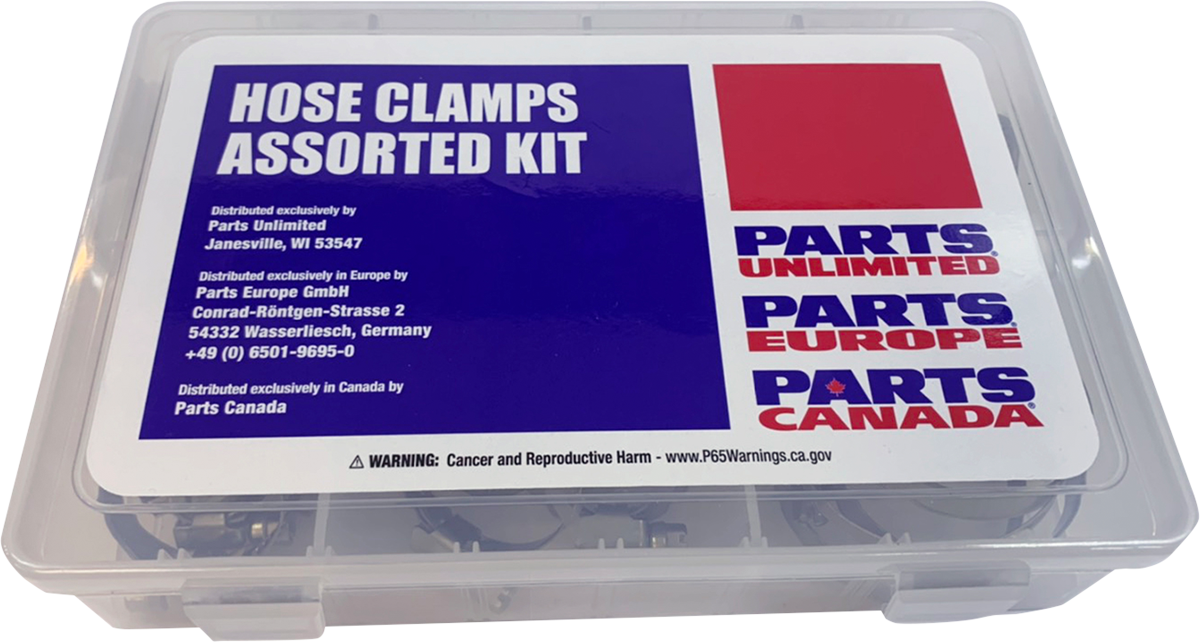 HOSE CLAMPS
ASSORTED KIT
Distributed exclusively by
Parts Unlimited
Janesville, WI 53547
Distributed exclusively in Europe by
Parts Europe GmbH
Conrad-Röntgen-Strasse 2
54332 Wasserliesch, Germany
+49 (0) 6501-9695-0
Distributed exclusively in Canada by
Parts Canada
PARTS
UNLIMITED®
PARTS
EUROPE®
PARTS
CANADA®
⚠ WARNING: Cancer and Reproductive Harm - www.P65Warnings.ca.gov